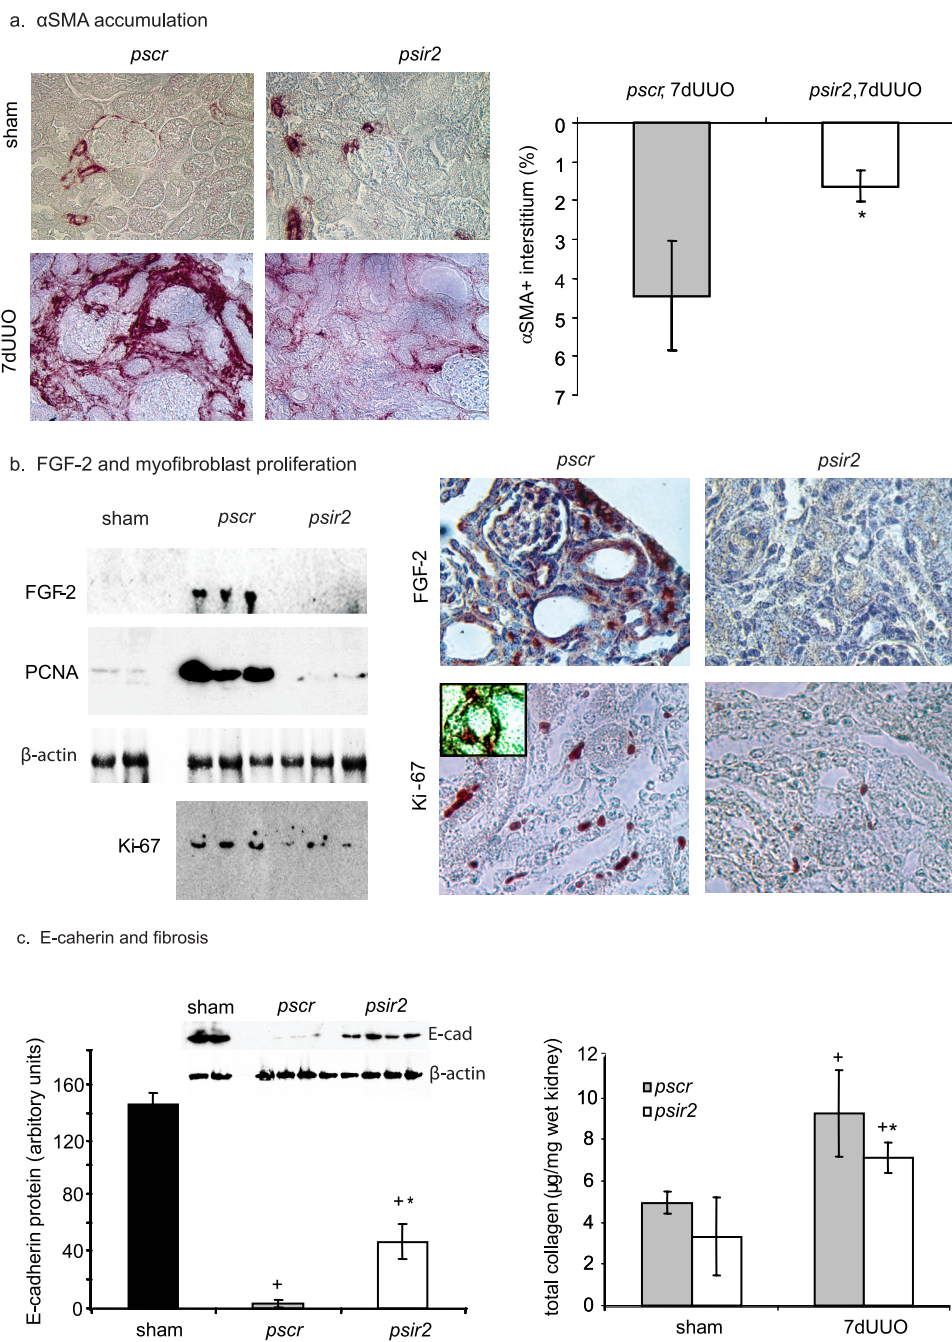 a. αSMA accumulation
pscr
psir2
sham
7dUUO
pscr, 7dUUO
psir2,7dUUO
αSMA+ interstitium (%)
0
1
2
3
4
5
6
7
*
b. FGF-2 and myofibroblast proliferation
sham
pscr
psir2
FGF-2
PCNA
β-actin
Ki-67
pscr
psir2
FGF-2
Ki-67
c. E-caherin and fibrosis
sham
pscr
psir2
E-cad
β-actin
E-cadherin protein (arbitory units)
160
120
80
40
0
+
+*
sham
pscr
psir2
total collagen (µg/mg wet kidney)
12
10
8
6
4
2
0
pscr
psir2
+
+*
sham
7dUUO